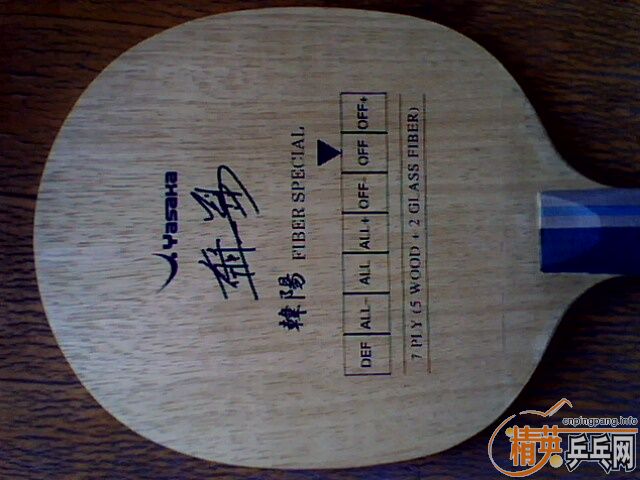 Yasaka
韓陽 FIBER SPECIAL
DEF ALL- ALL ALL+ OFF- OFF OFF+
7 PLY (5 WOOD + 2 GLASS FIBER)
cnpingpang.info
精英乒乓网